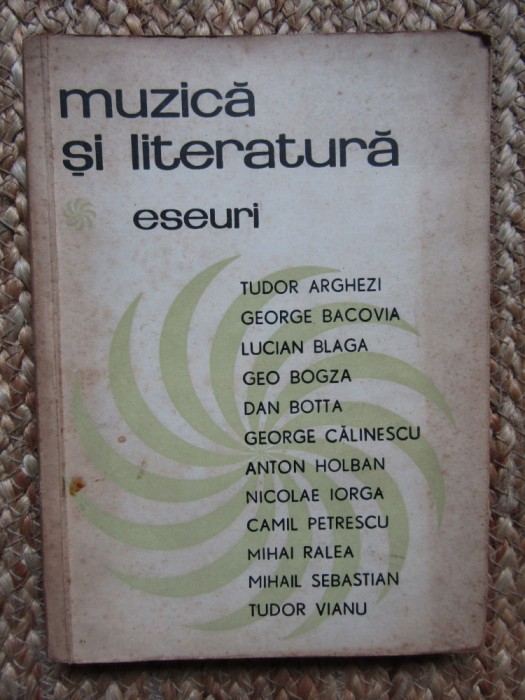 muzică
și literatură
eseuri
TUDOR ARGHEZI
GEORGE BACOVIA
LUCIAN BLAGA
GEO BOGZA
DAN BOTTA
GEORGE CĂLINESCU
ANTON HOLBAN
NICOLAE IORGA
CAMIL PETRESCU
MIHAI RALEA
MIHAIL SEBASTIAN
TUDOR VIANU